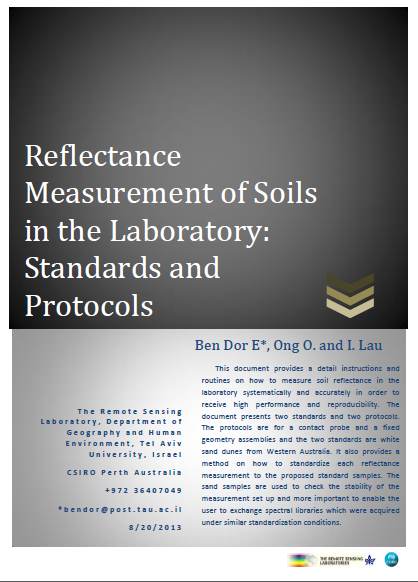 Reflectance
Measurement of Soils
in the Laboratory:
Standards and
Protocols
Ben Dor E*, Ong O. and I. Lau
This document provides a detail instructions and
routines on how to measure soil reflectance in the
laboratory systematically and accurately in order to
receive high performance and reproducibility. The
document presents two standards and two protocols.
The protocols are for a contact probe and a fixed
geometry assemblies and the two standards are white
sand dunes from Western Australia. It also provides a
method on how to standardize each reflectance
measurement to the proposed standard samples. The
sand samples are used to check the stability of the
measurement set up and more important to enable the
user to exchange spectral libraries which were acquired
under similar standardization conditions.
The Remote Sensing
Laboratory, Department of
Geography and Human
Environment, Tel Aviv
University, Israel
CSIRO Perth Australia
+972 36407049
*bendor@post.tau.ac.il
8/20/2013
THE REMOTE SENSING
LABORATORIES